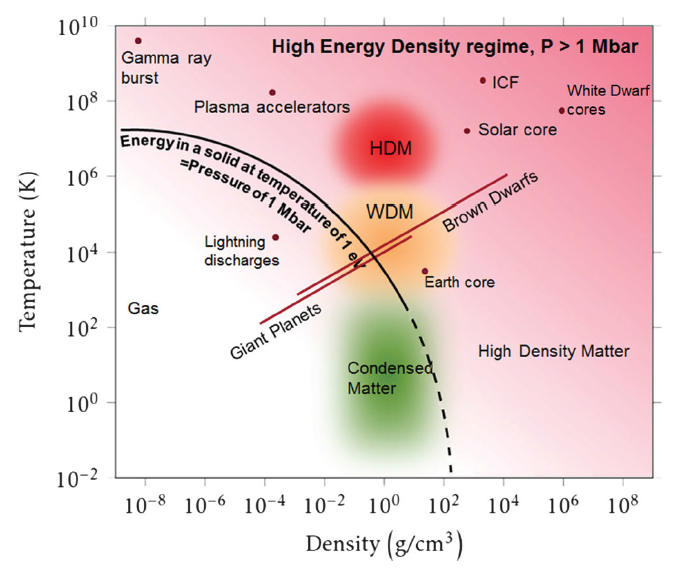 10^10
High Energy Density regime, P > 1 Mbar
Gamma ray
burst
ICF
10^8
White Dwarf
cores
Plasma accelerators
Solar core
Energy in a solid at temperature of 1 eV
=Pressure of 1 Mbar
HDM
10^6
WDM
Brown Dwarfs
Lightning
discharges
10^4
Earth core
Gas
10^2
Giant Planets
High Density Matter
Condensed
Matter
10^0
10^-2
Temperature (K)
10^-8 10^-6 10^-4 10^-2 10^0 10^2 10^4 10^6 10^8
Density (g/cm^3)